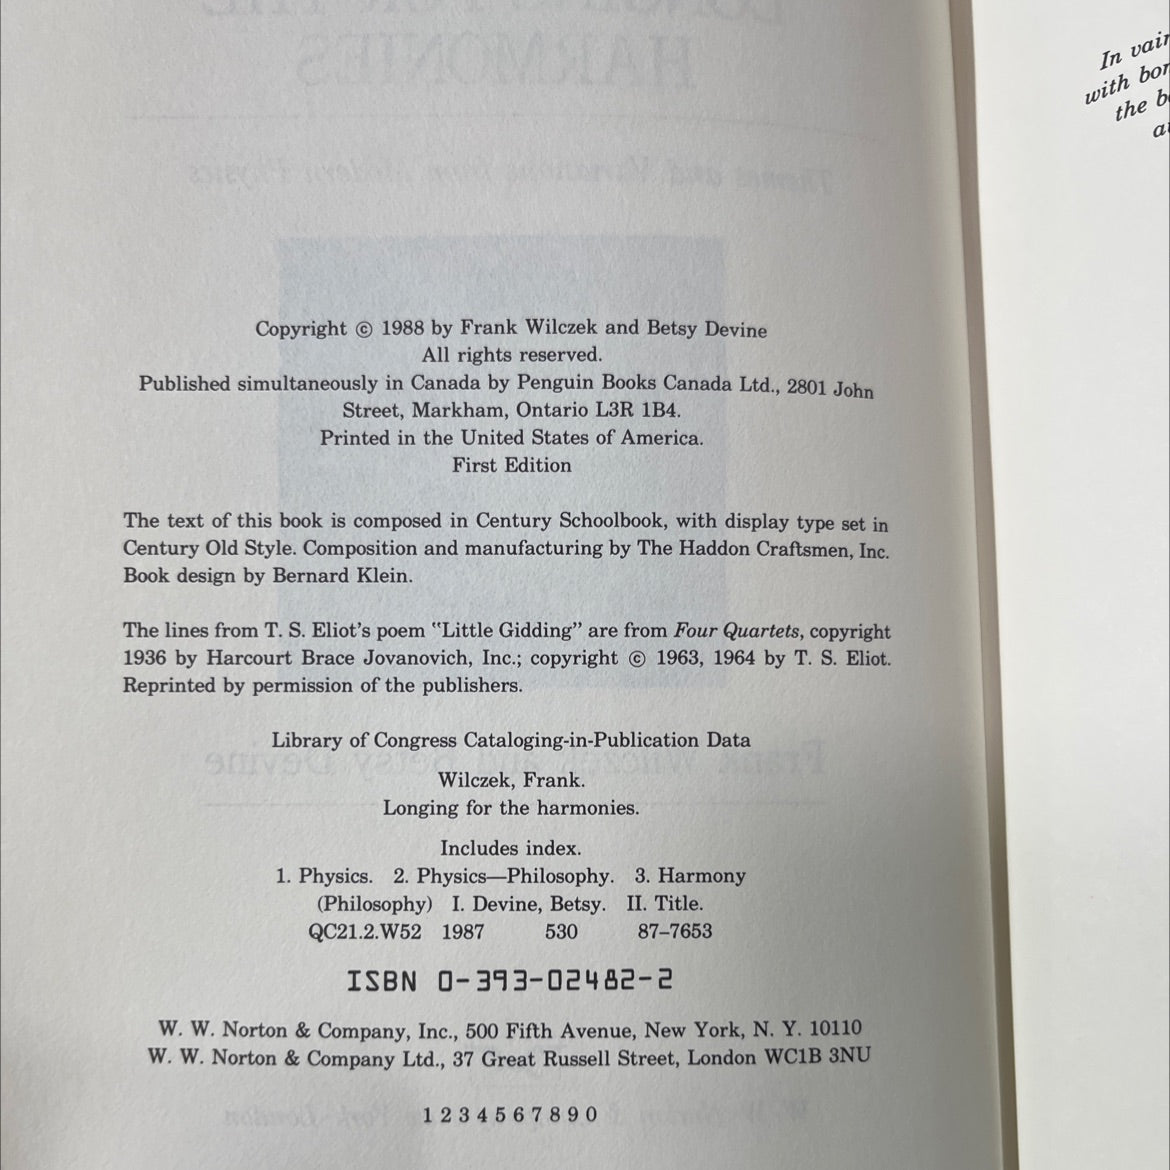 Copyright © 1988 by Frank Wilczek and Betsy Devine
All rights reserved.
Published simultaneously in Canada by Penguin Books Canada Ltd., 2801 John
Street, Markham, Ontario L3R 1B4.
Printed in the United States of America.
First Edition
The text of this book is composed in Century Schoolbook, with display type set in
Century Old Style. Composition and manufacturing by The Haddon Craftsmen, Inc.
Book design by Bernard Klein.
The lines from T. S. Eliot's poem "Little Gidding" are from Four Quartets, copyright
1936 by Harcourt Brace Jovanovich, Inc.; copyright © 1963, 1964 by T. S. Eliot.
Reprinted by permission of the publishers.
Library of Congress Cataloging-in-Publication Data
Wilczek, Frank.
Longing for the harmonies.
Includes index.
1. Physics. 2. Physics—Philosophy. 3. Harmony
(Philosophy) I. Devine, Betsy. II. Title.
QC21.2.W52 1987 530 87–7653
ISBN 0-393-02482-2
W. W. Norton & Company, Inc., 500 Fifth Avenue, New York, N. Y. 10110
W. W. Norton & Company Ltd., 37 Great Russell Street, London WC1B 3NU
1 2 3 4 5 6 7 8 9 0
In
with
the